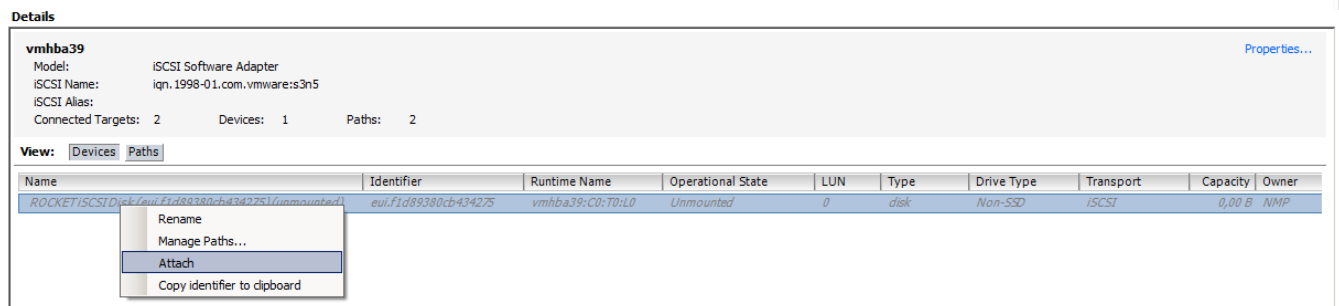 Details
vmhba39
Properties...
Model: iSCSI Software Adapter
iSCSI Name: iqn.1998-01.com.vmware:s3n5
iSCSI Alias:
Connected Targets: 2 Devices: 1 Paths: 2
View: Devices Paths
Name Identifier Runtime Name Operational State LUN Type Drive Type Transport Capacity Owner
ROCKET iSCSI Disk (eui.f1d89380cb434275) (unmounted) eui.f1d89380cb434275 vmhba39:C0:T0:L0 Unmounted 0 disk Non-SSD iSCSI 0,00 B NMP
Rename
Manage Paths...
Attach
Copy identifier to clipboard